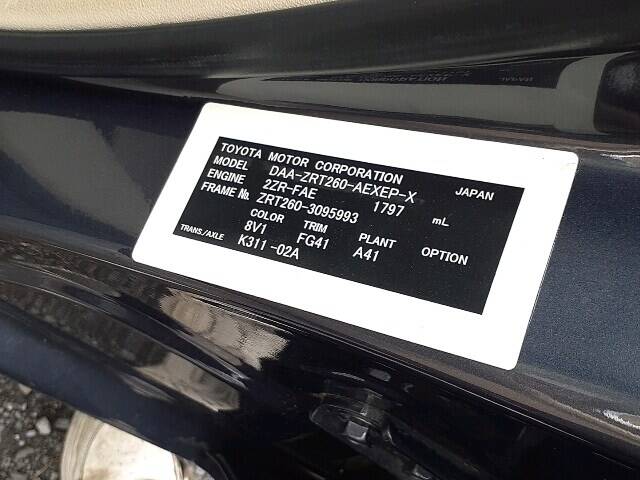 TOYOTA MOTOR CORPORATION JAPAN
MODEL DAA-ZRT260-AEXEP-X
ENGINE 2ZR-FAE 1797 mL
FRAME No. ZRT260-3095993
COLOR TRIM PLANT OPTION
8V1 FG41 A41
TRANS./AXLE K311-02A